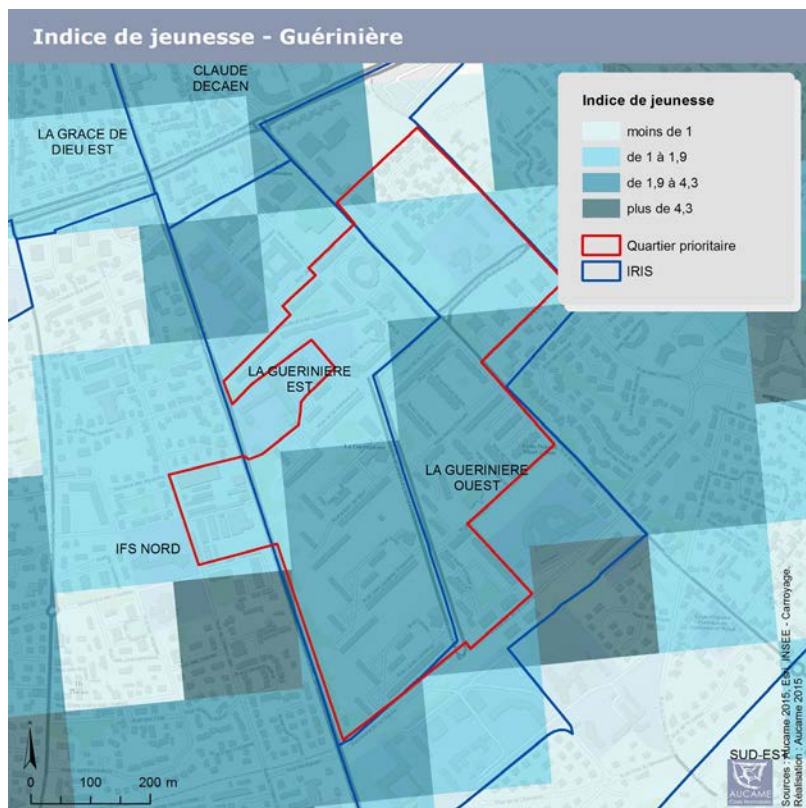 Indice de jeunesse - Guérinière
CLAUDE
DECAEN
LA GRACE DE
DIEU EST
Indice de jeunesse
moins de 1
de 1 à 1,9
de 1,9 à 4,3
plus de 4,3
Quartier prioritaire
IRIS
LA GUERINIERE
EST
LA GUERINIERE
OUEST
IFS NORD
SUD-EST
0 100 200 m
AUCAME
Sources : Aucame 2015, Esri, INSEE - Carroyage.
Réalisation : Aucame 2015